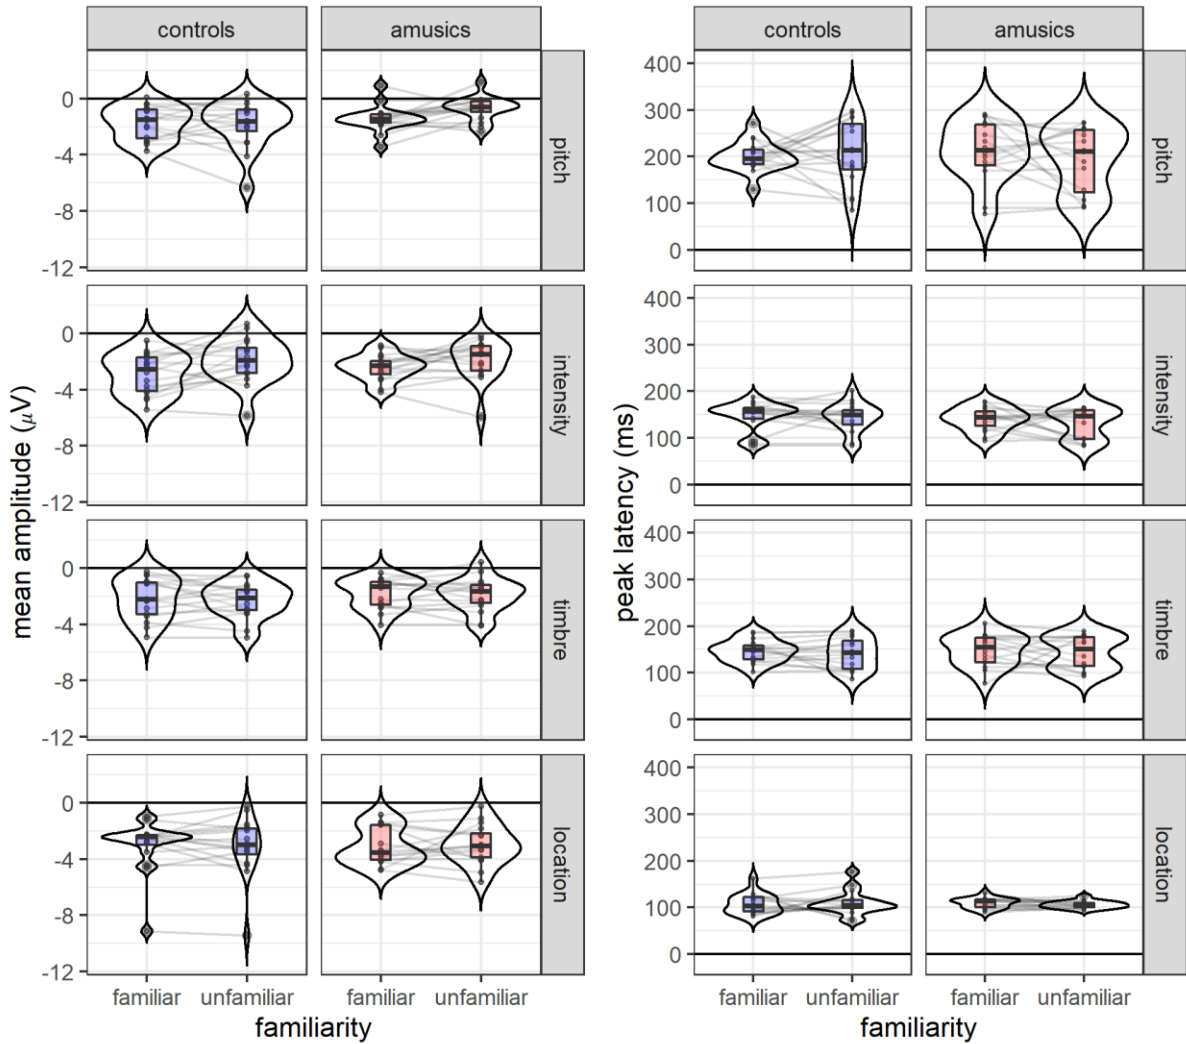 controls amusics
0
-4
-8
-12
pitch
0
-4
-8
-12
intensity
0
-4
-8
-12
timbre
0
-4
-8
-12
location
mean amplitude (μV)
familiar unfamiliar familiar unfamiliar
familiarity
controls amusics
400
300
200
100
0
pitch
400
300
200
100
0
intensity
400
300
200
100
0
timbre
400
300
200
100
0
location
peak latency (ms)
familiar unfamiliar familiar unfamiliar
familiarity